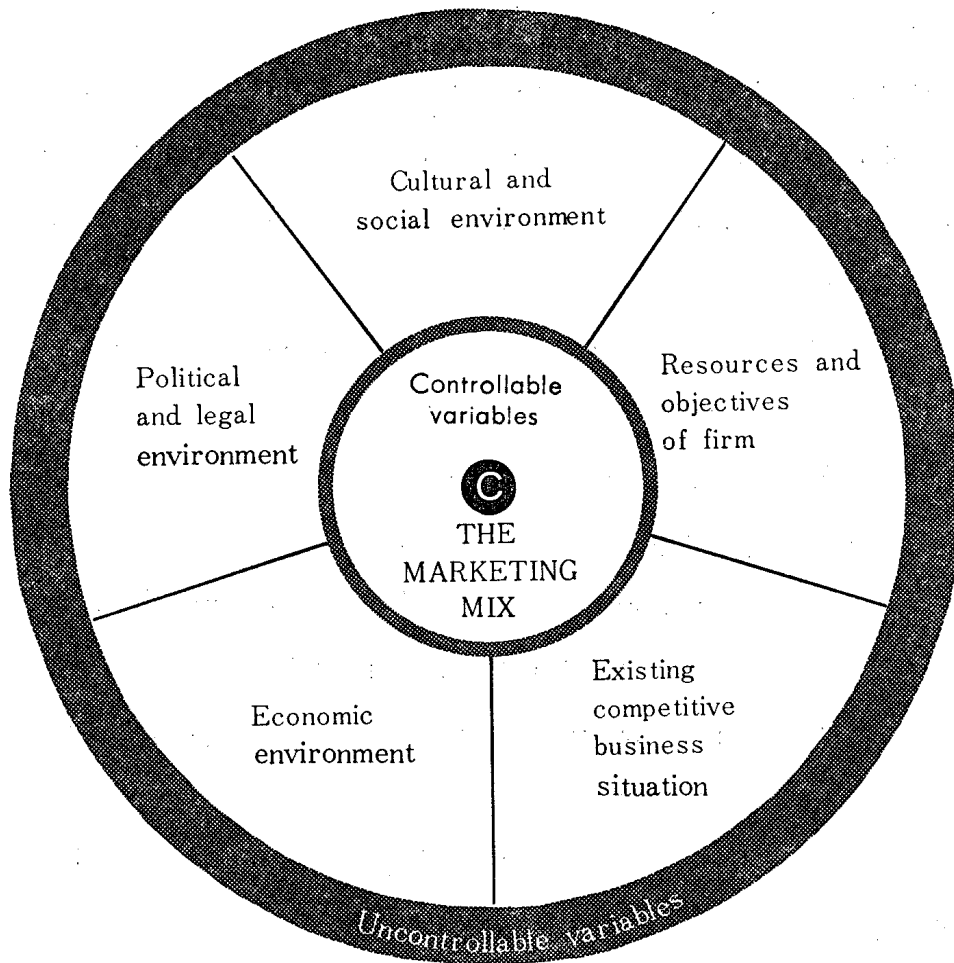 Cultural and
social environment
Political
and legal
environment
Controllable
variables
C
THE
MARKETING
MIX
Resources and
objectives
of firm
Economic
environment
Existing
competitive
business
situation
Uncontrollable variables